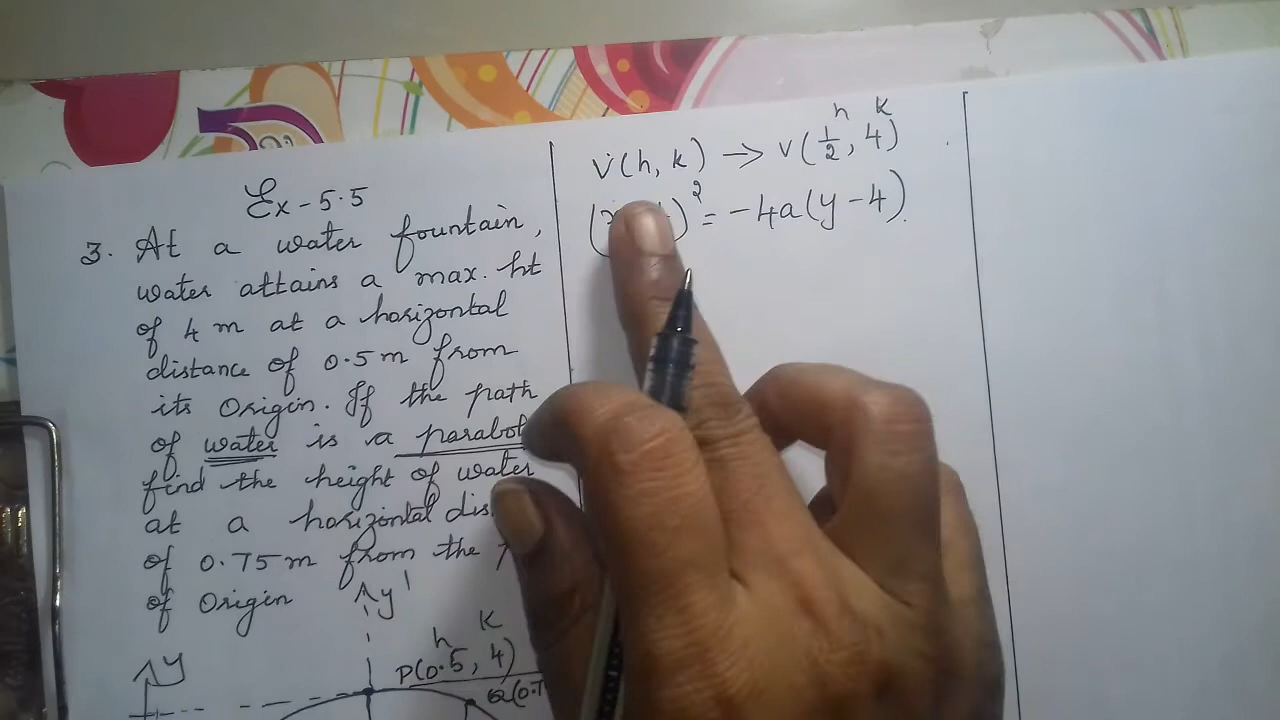 Ex-5.5
3. At a water fountain,
water attains a max. ht
of 4 m at a horizontal
distance of 0.5 m from
its Origin. If the path
of water is a
find the height of water
at a horizontal
of 0.75 m from the
of Origin
y'
h k
P(0.5, 4)
y
h k
V(h, k) → V(1/2, 4)
)² = -4a(y-4).